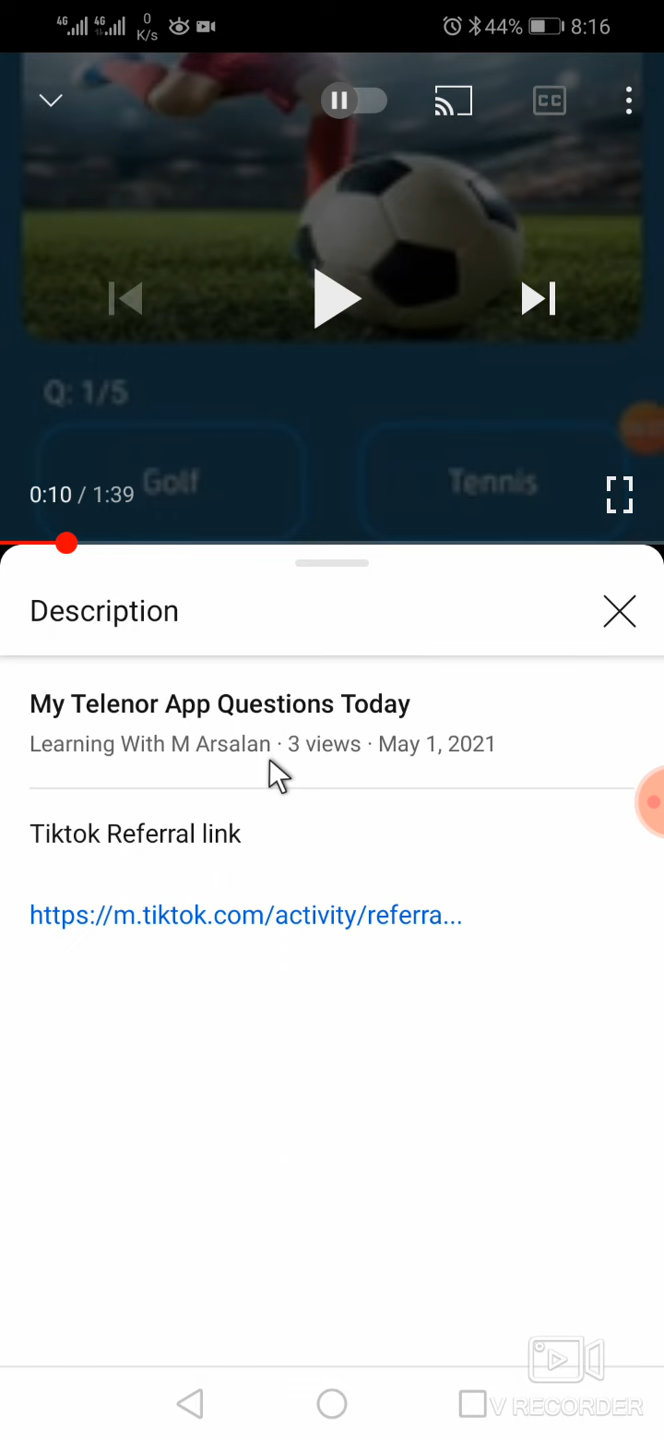 4G 4G 0 K/s 44% 8:16
CC
Q: 1/5
Golf Tennis
0:10 / 1:39
Description
My Telenor App Questions Today
Learning With M Arsalan · 3 views · May 1, 2021
Tiktok Referral link
https://m.tiktok.com/activity/referra...
V RECORDER